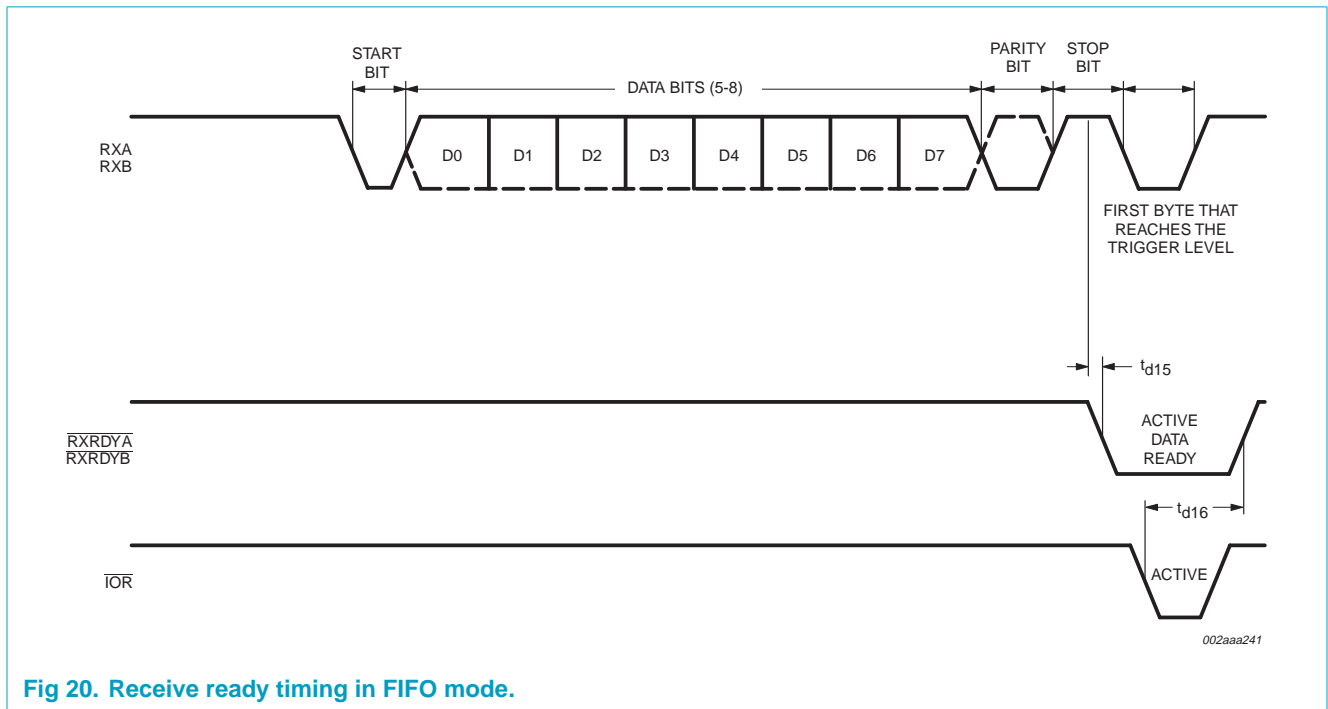 START
BIT
DATA BITS (5-8)
PARITY
BIT
STOP
BIT
RXA
RXB
D0 D1 D2 D3 D4 D5 D6 D7
FIRST BYTE THAT
REACHES THE
TRIGGER LEVEL
td15
RXRDYA
RXRDYB
ACTIVE
DATA
READY
td16
IOR
ACTIVE
002aaa241
Fig 20. Receive ready timing in FIFO mode.